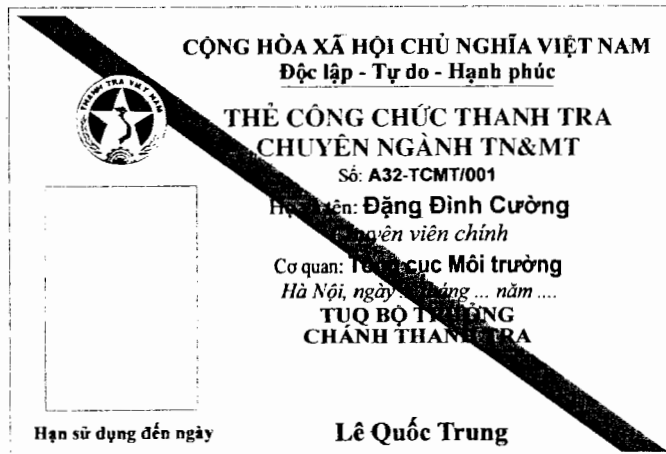 CỘNG HÒA XÃ HỘI CHỦ NGHĨA VIỆT NAM
Độc lập - Tự do - Hạnh phúc
THANH TRA VIỆT NAM
THẺ CÔNG CHỨC THANH TRA
CHUYÊN NGÀNH TN&MT
Số: A32-TCMT/001
tên: Đặng Đình Cường
viên chính
Cơ quan: cục Môi trường
Hà Nội, ngày ... ... năm ....
TUQ BỘ TRƯỞNG
CHÁNH THANH TRA
Hạn sử dụng đến ngày
Lê Quốc Trung